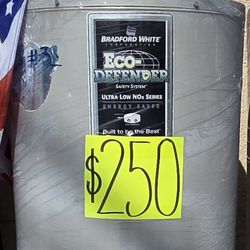 BRADFORD WHITE
CORPORATION
ECO-
DEFENDER
SAFETY SYSTEM
ULTRA LOW NOx SERIES
ENERGY SAVER
Built to be the Best
$250